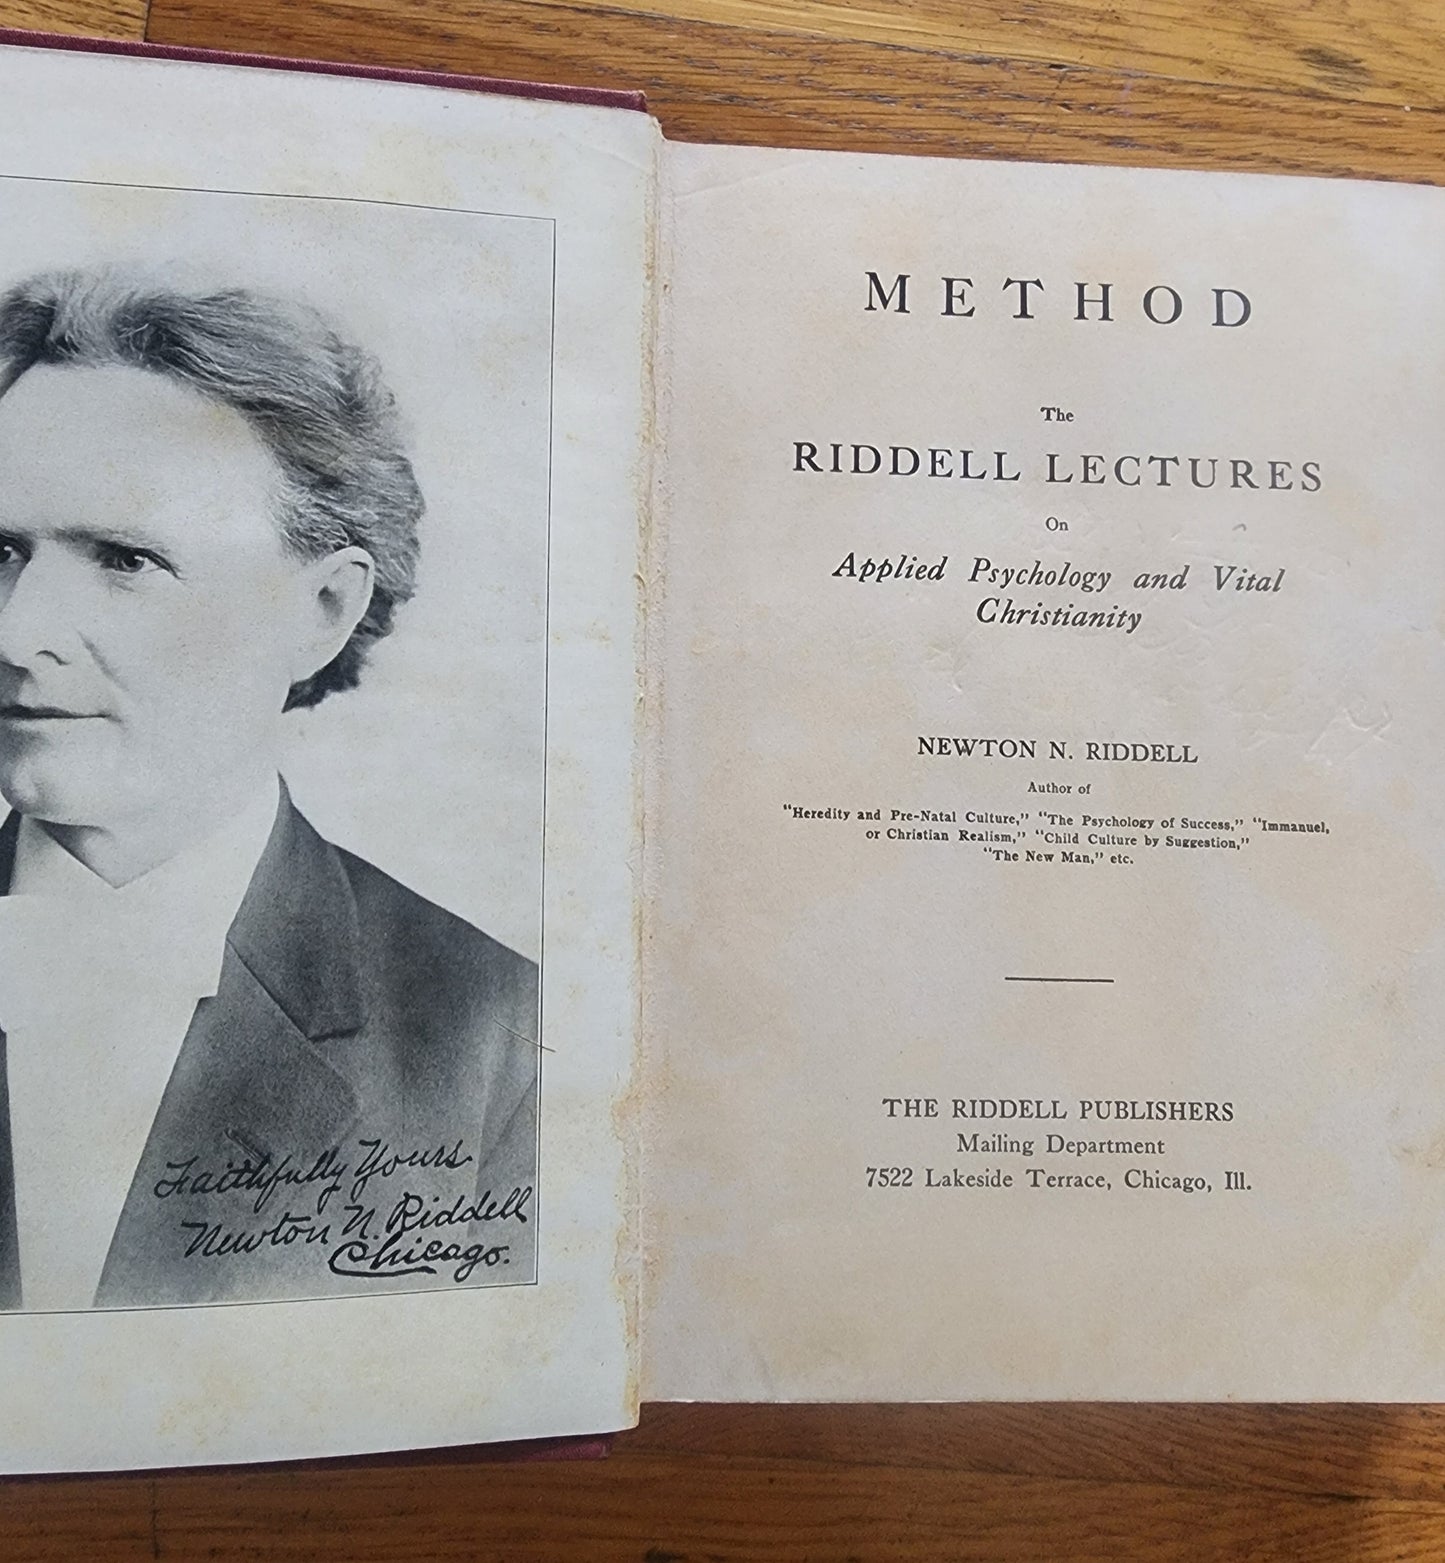 Faithfully Yours.
Newton N. Riddell
Chicago.
METHOD
The
RIDDELL LECTURES
On
Applied Psychology and Vital
Christianity
NEWTON N. RIDDELL
Author of
"Heredity and Pre-Natal Culture," "The Psychology of Success," "Immanuel,
or Christian Realism," "Child Culture by Suggestion,"
"The New Man," etc.
THE RIDDELL PUBLISHERS
Mailing Department
7522 Lakeside Terrace, Chicago, Ill.